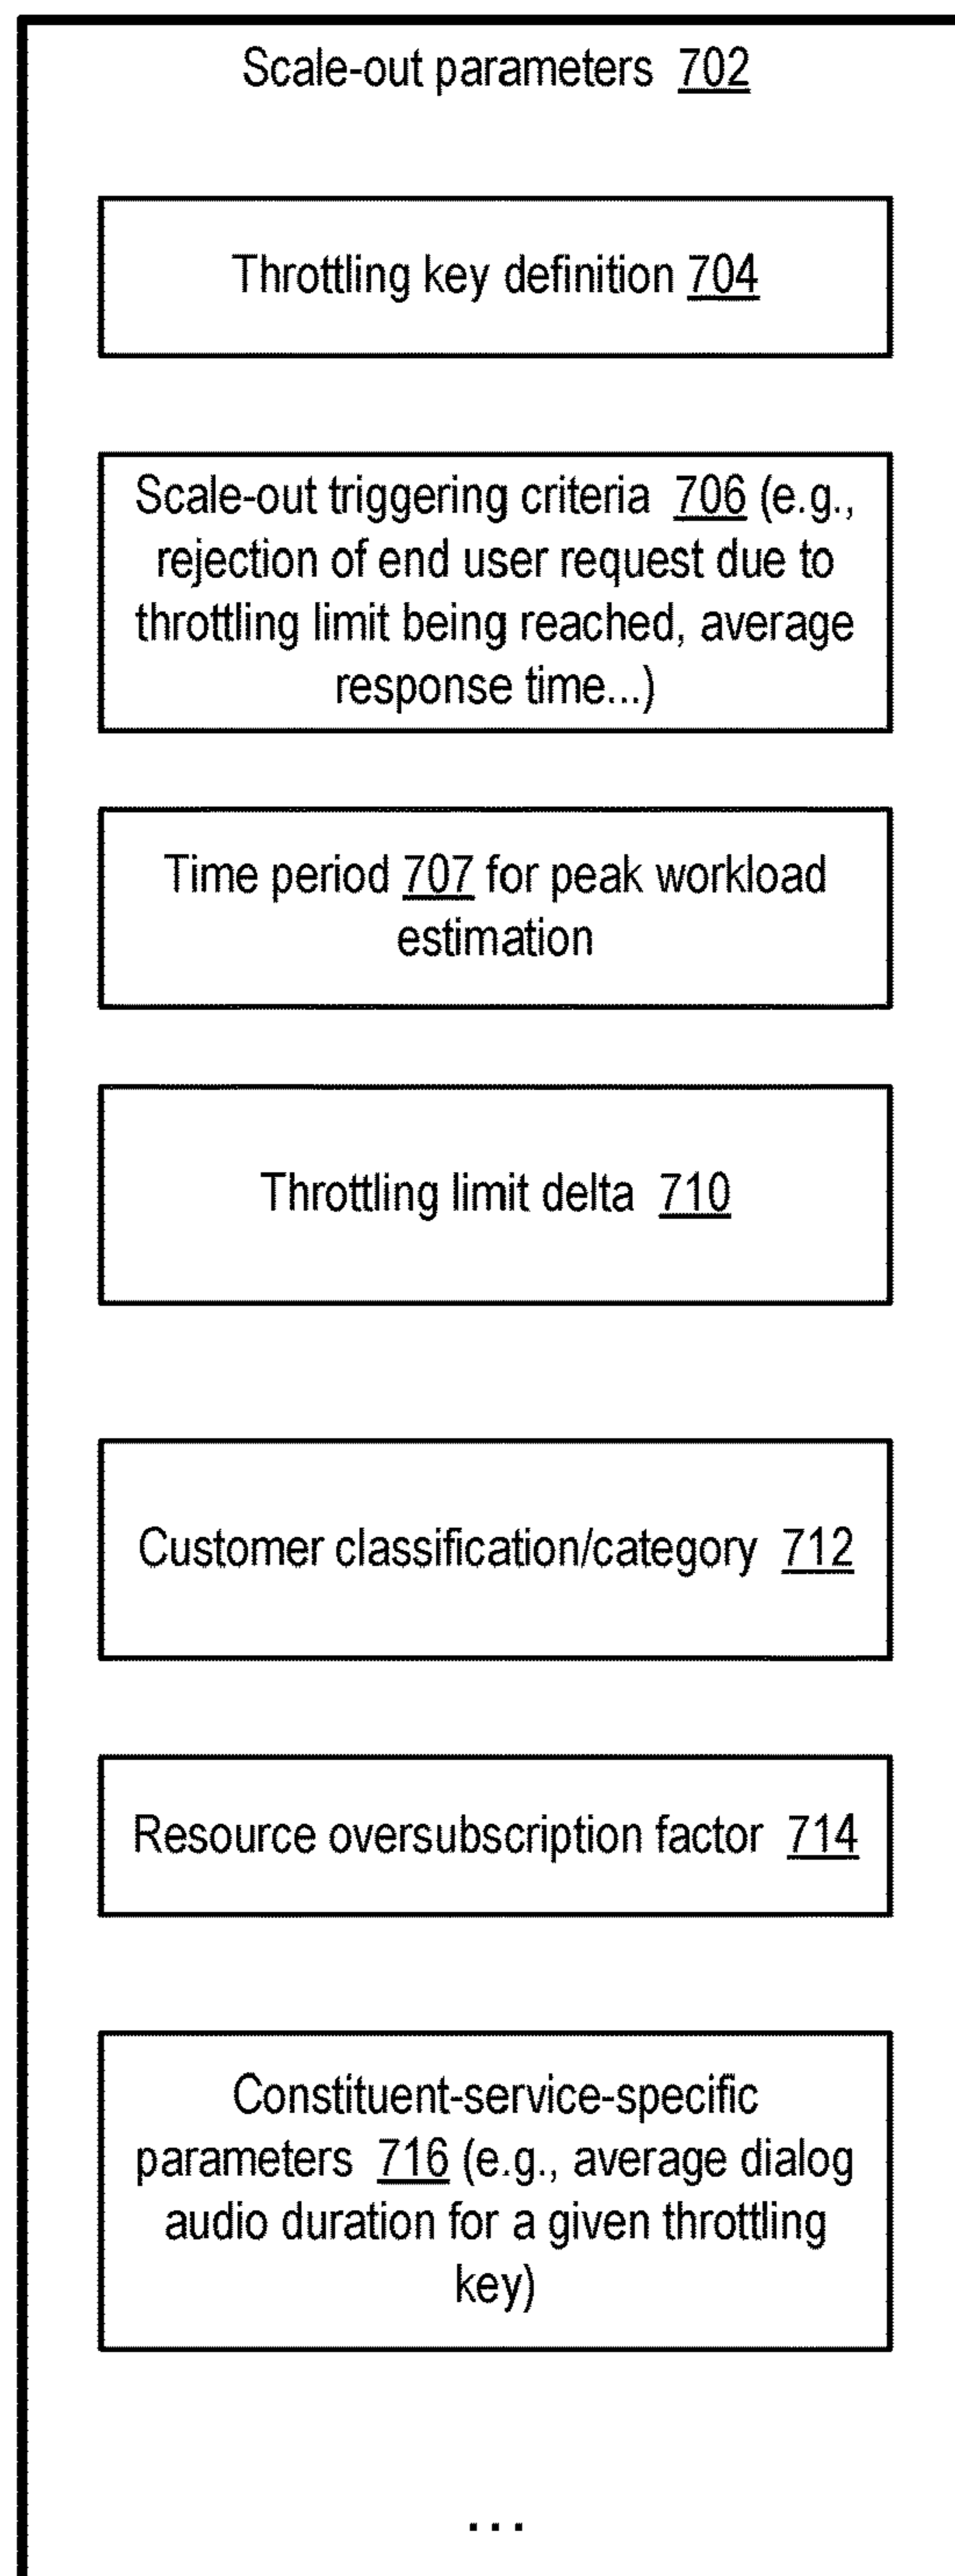 Scale-out parameters 702
Throttling key definition 704
Scale-out triggering criteria 706 (e.g.,
rejection of end user request due to
throttling limit being reached, average
response time...)
Time period 707 for peak workload
estimation
Throttling limit delta 710
Customer classification/category 712
Resource oversubscription factor 714
Constituent-service-specific
parameters 716 (e.g., average dialog
audio duration for a given throttling
key)
...